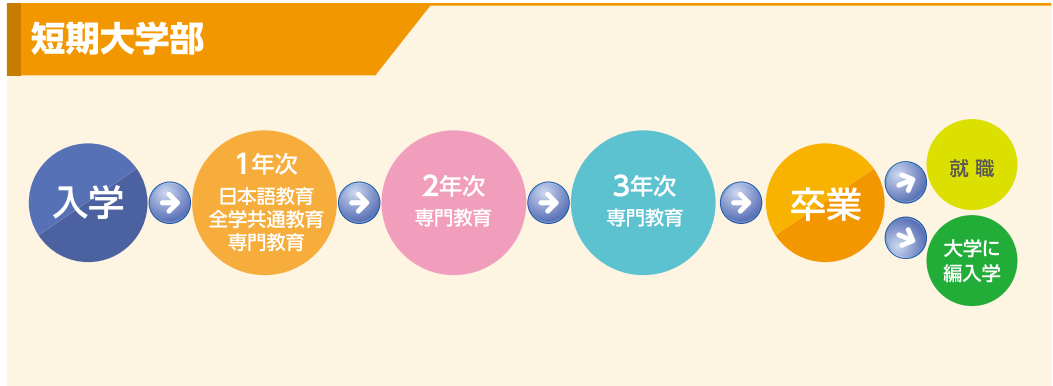 短期大学部
入学
1年次
日本語教育
全学共通教育
専門教育
2年次
専門教育
3年次
専門教育
卒業
就職
大学に
編入学